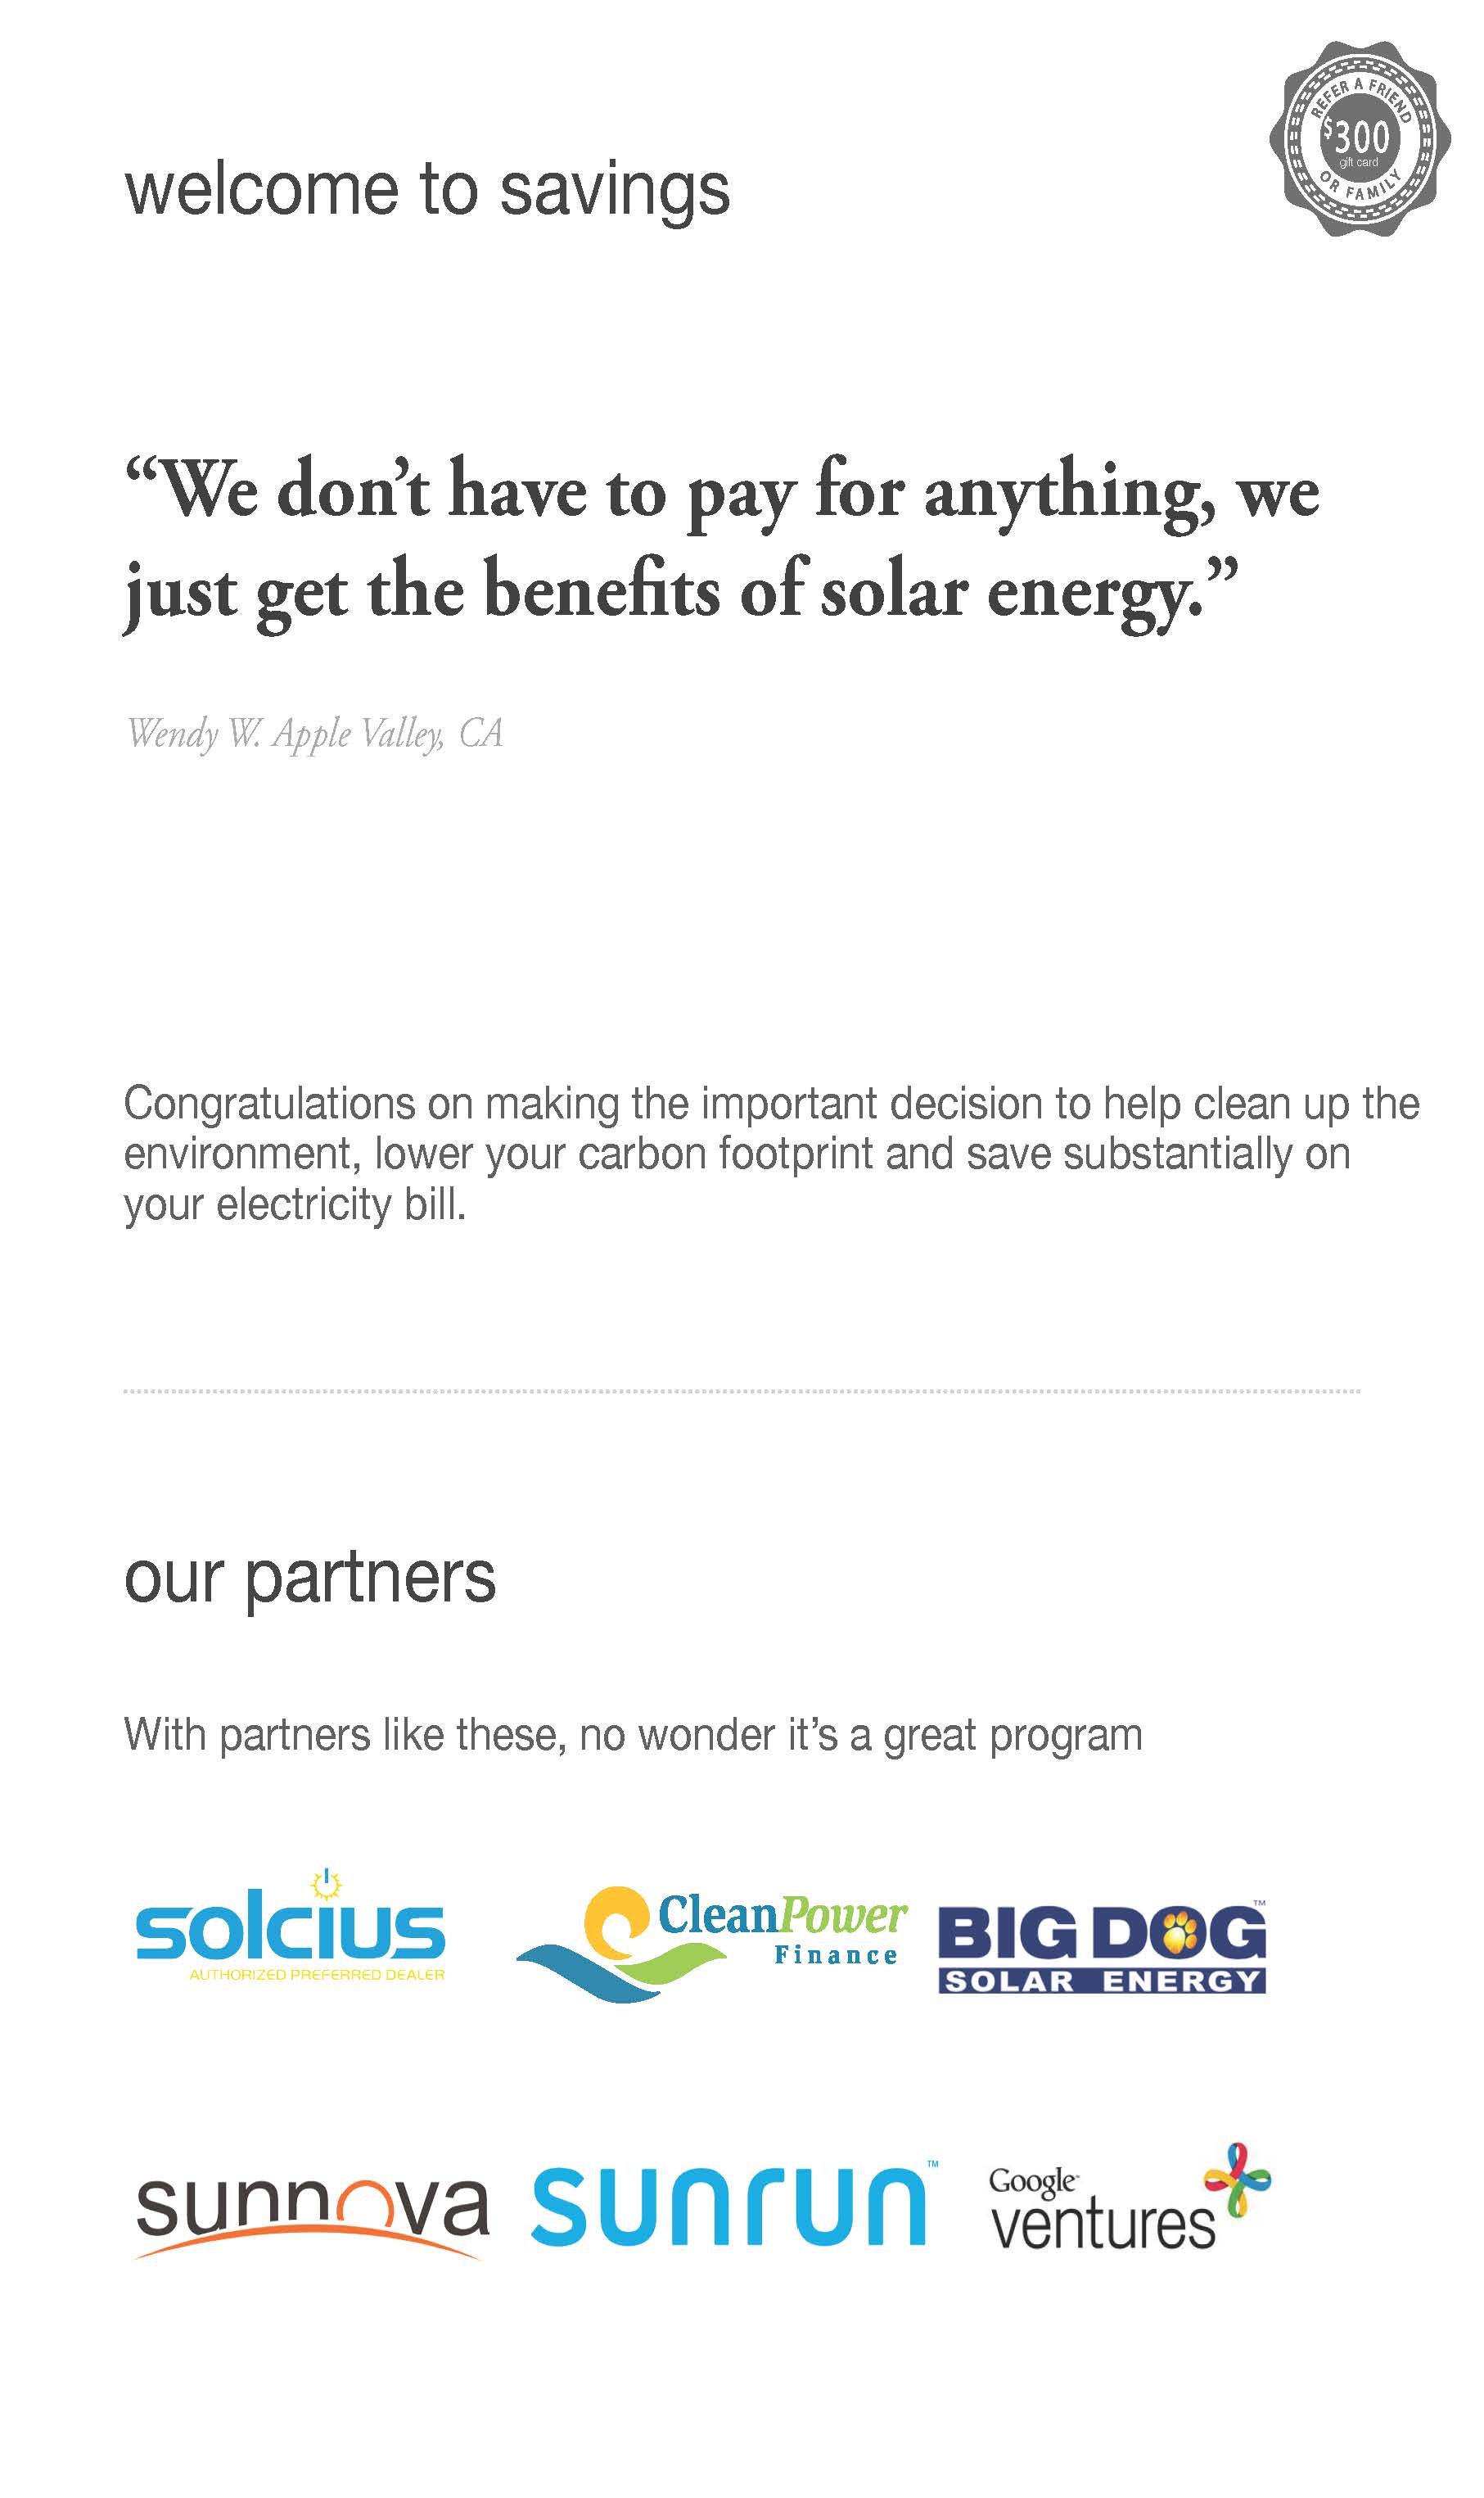 REFER A FRIEND
$300
gift card
OR FAMILY
welcome to savings
“We don’t have to pay for anything, we
just get the benefits of solar energy.”
Wendy W. Apple Valley, CA
Congratulations on making the important decision to help clean up the
environment, lower your carbon footprint and save substantially on
your electricity bill.
our partners
With partners like these, no wonder it’s a great program
solcius
AUTHORIZED PREFERRED DEALER
CleanPower
Finance
BIG DOG™
SOLAR ENERGY
sunnova
sunrun™
Google
ventures